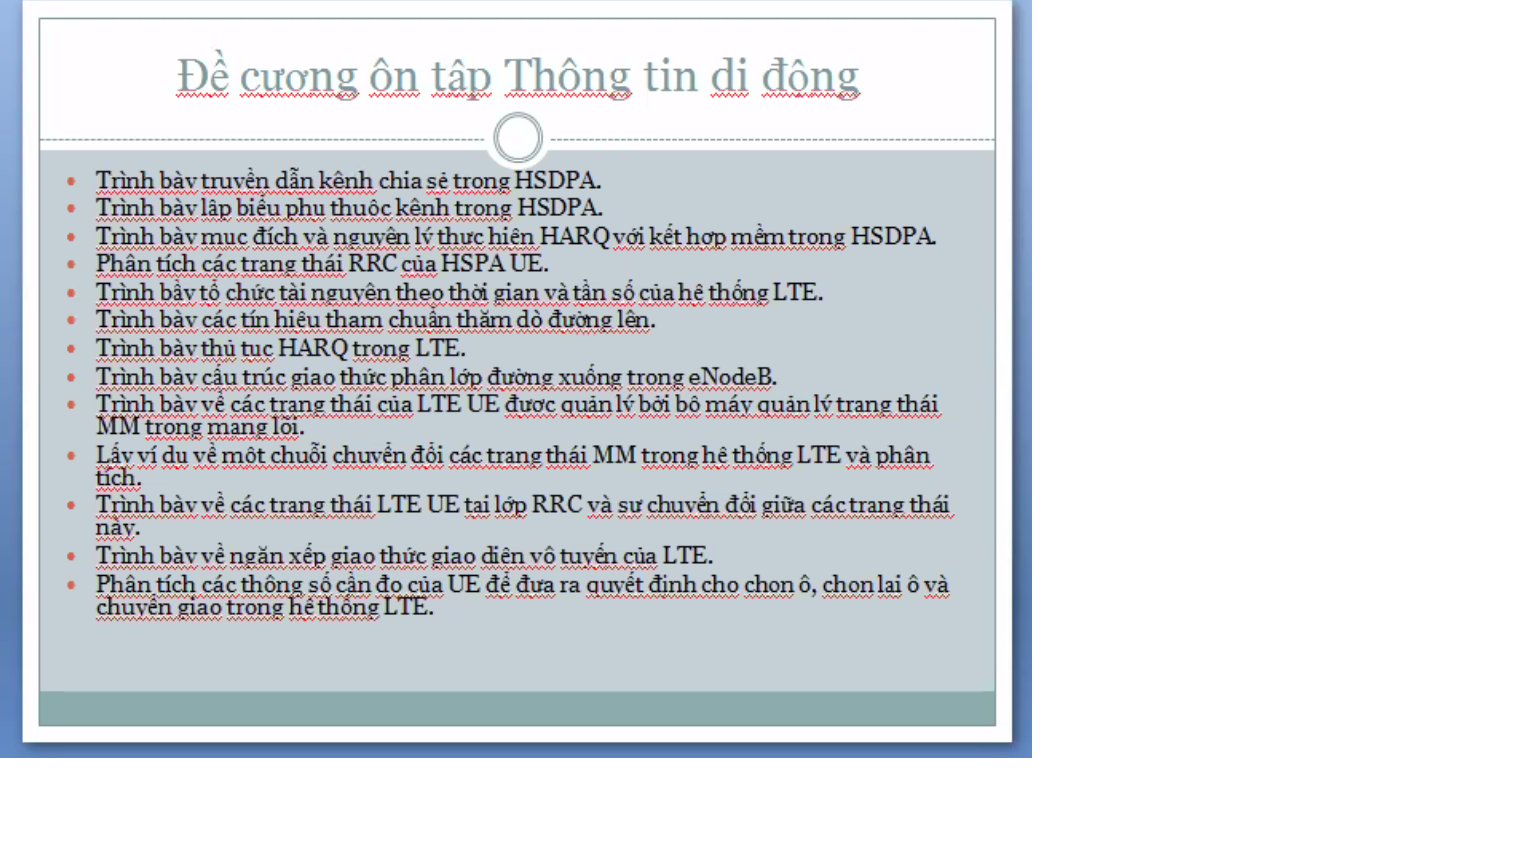 Đề cương ôn tập Thông tin di động
Trình bày truyền dẫn kênh chia sẻ trong HSDPA.
Trình bày lập biểu phụ thuộc kênh trong HSDPA.
Trình bày mục đích và nguyên lý thực hiện HARQ với kết hợp mềm trong HSDPA.
Phân tích các trạng thái RRC của HSPA UE.
Trình bầy tổ chức tài nguyên theo thời gian và tần số của hệ thống LTE.
Trình bày các tín hiệu tham chuẩn thăm dò đường lên.
Trình bày thủ tục HARQ trong LTE.
Trình bày cấu trúc giao thức phân lớp đường xuống trong eNodeB.
Trình bày về các trạng thái của LTE UE được quản lý bởi bộ máy quản lý trạng thái
MM trong mạng lõi.
Lấy ví dụ về một chuỗi chuyển đổi các trạng thái MM trong hệ thống LTE và phân
tích.
Trình bày về các trạng thái LTE UE tại lớp RRC và sự chuyển đổi giữa các trạng thái
này.
Trình bày về ngăn xếp giao thức giao diện vô tuyến của LTE.
Phân tích các thông số cần đo của UE để đưa ra quyết định cho chọn ô, chọn lại ô và
chuyển giao trong hệ thống LTE.